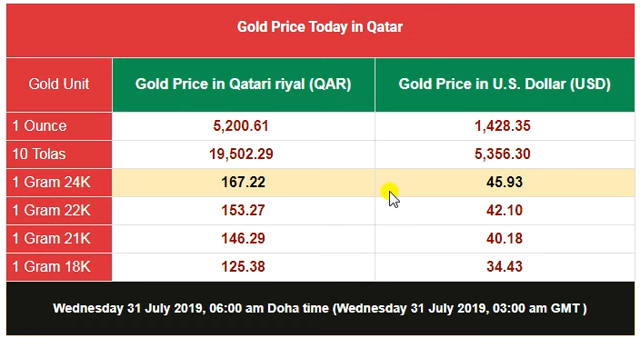 Gold Price Today in Qatar
Gold Unit Gold Price in Qatari riyal (QAR) Gold Price in U.S. Dollar (USD)
1 Ounce 5,200.61 1,428.35
10 Tolas 19,502.29 5,356.30
1 Gram 24K 167.22 45.93
1 Gram 22K 153.27 42.10
1 Gram 21K 146.29 40.18
1 Gram 18K 125.38 34.43
Wednesday 31 July 2019, 06:00 am Doha time (Wednesday 31 July 2019, 03:00 am GMT )